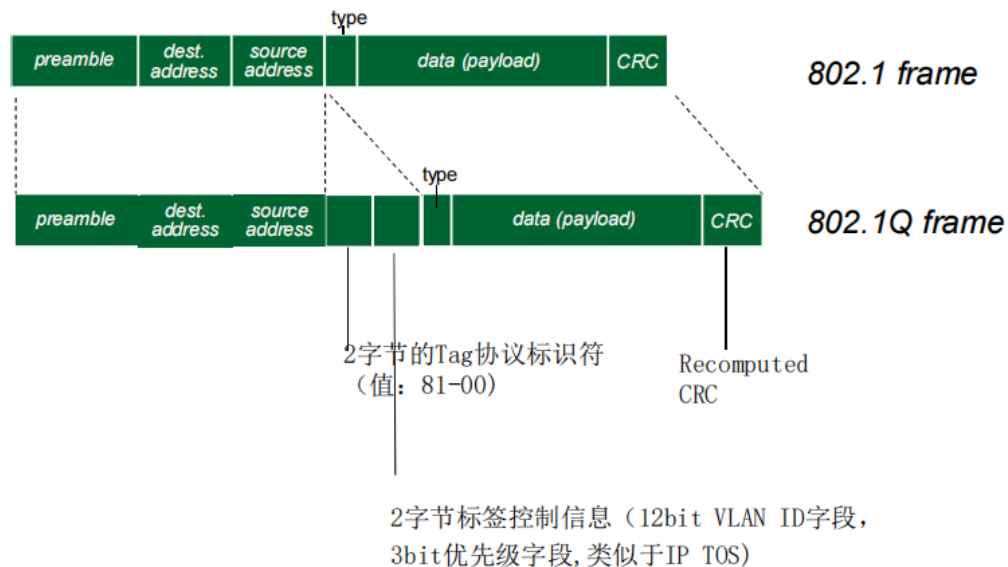 type
preamble
dest. address
source address
data (payload)
CRC
802.1 frame
type
preamble
dest. address
source address
data (payload)
CRC
802.1Q frame
2字节的Tag协议标识符
（值：81-00)
Recomputed
CRC
2字节标签控制信息（12bit VLAN ID字段，
3bit优先级字段,类似于IP TOS)